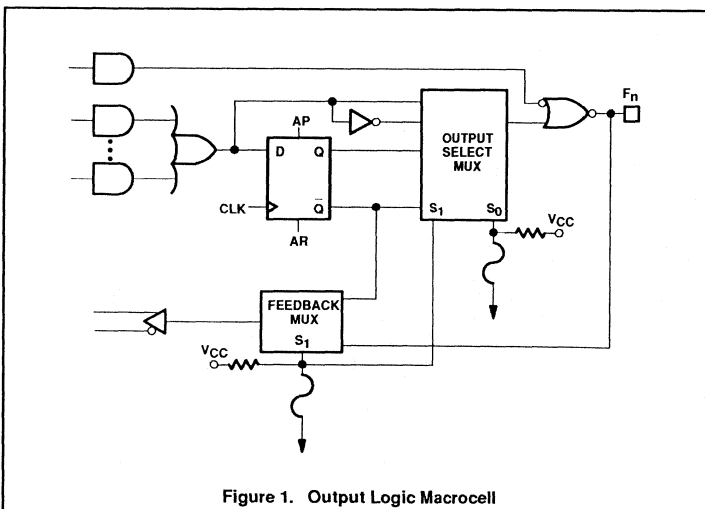 Fn
AP
D Q
OUTPUT
SELECT
MUX
CLK
Q̅
S1 S0
AR
VCC
FEEDBACK
MUX
S1
VCC
Figure 1. Output Logic Macrocell